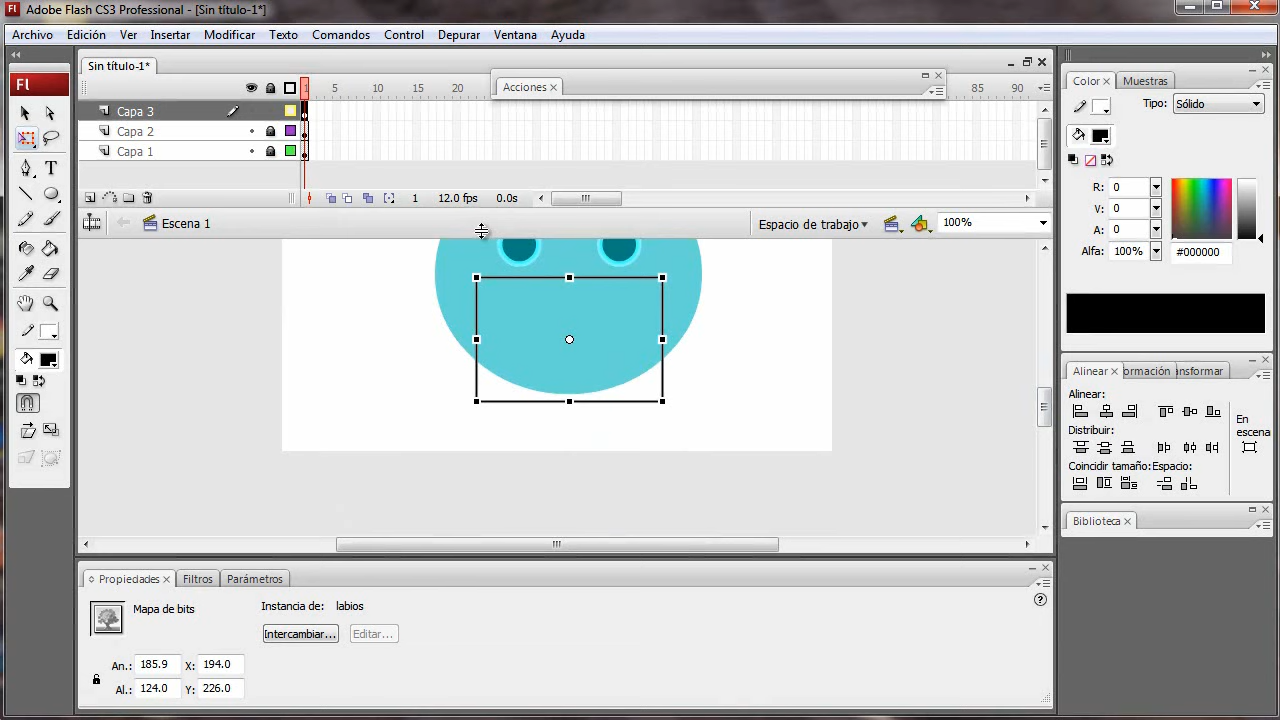 Adobe Flash CS3 Professional - [Sin título-1*]
Archivo Edición Ver Insertar Modificar Texto Comandos Control Depurar Ventana Ayuda
Sin título-1*
Acciones
Fl
1 5 10 15 20 85 90
Capa 3
Capa 2
Capa 1
1 12.0 fps 0.0s
Escena 1
Espacio de trabajo
100%
Color Muestras
Tipo: Sólido
R: 0
V: 0
A: 0
Alfa: 100% #000000
Alinear ormación ansformar
Alinear:
Distribuir:
En escena
Coincidir tamaño: Espacio:
Biblioteca
Propiedades Filtros Parámetros
Mapa de bits
Instancia de: labios
Intercambiar... Editar...
An.: 185.9 X: 194.0
Al.: 124.0 Y: 226.0